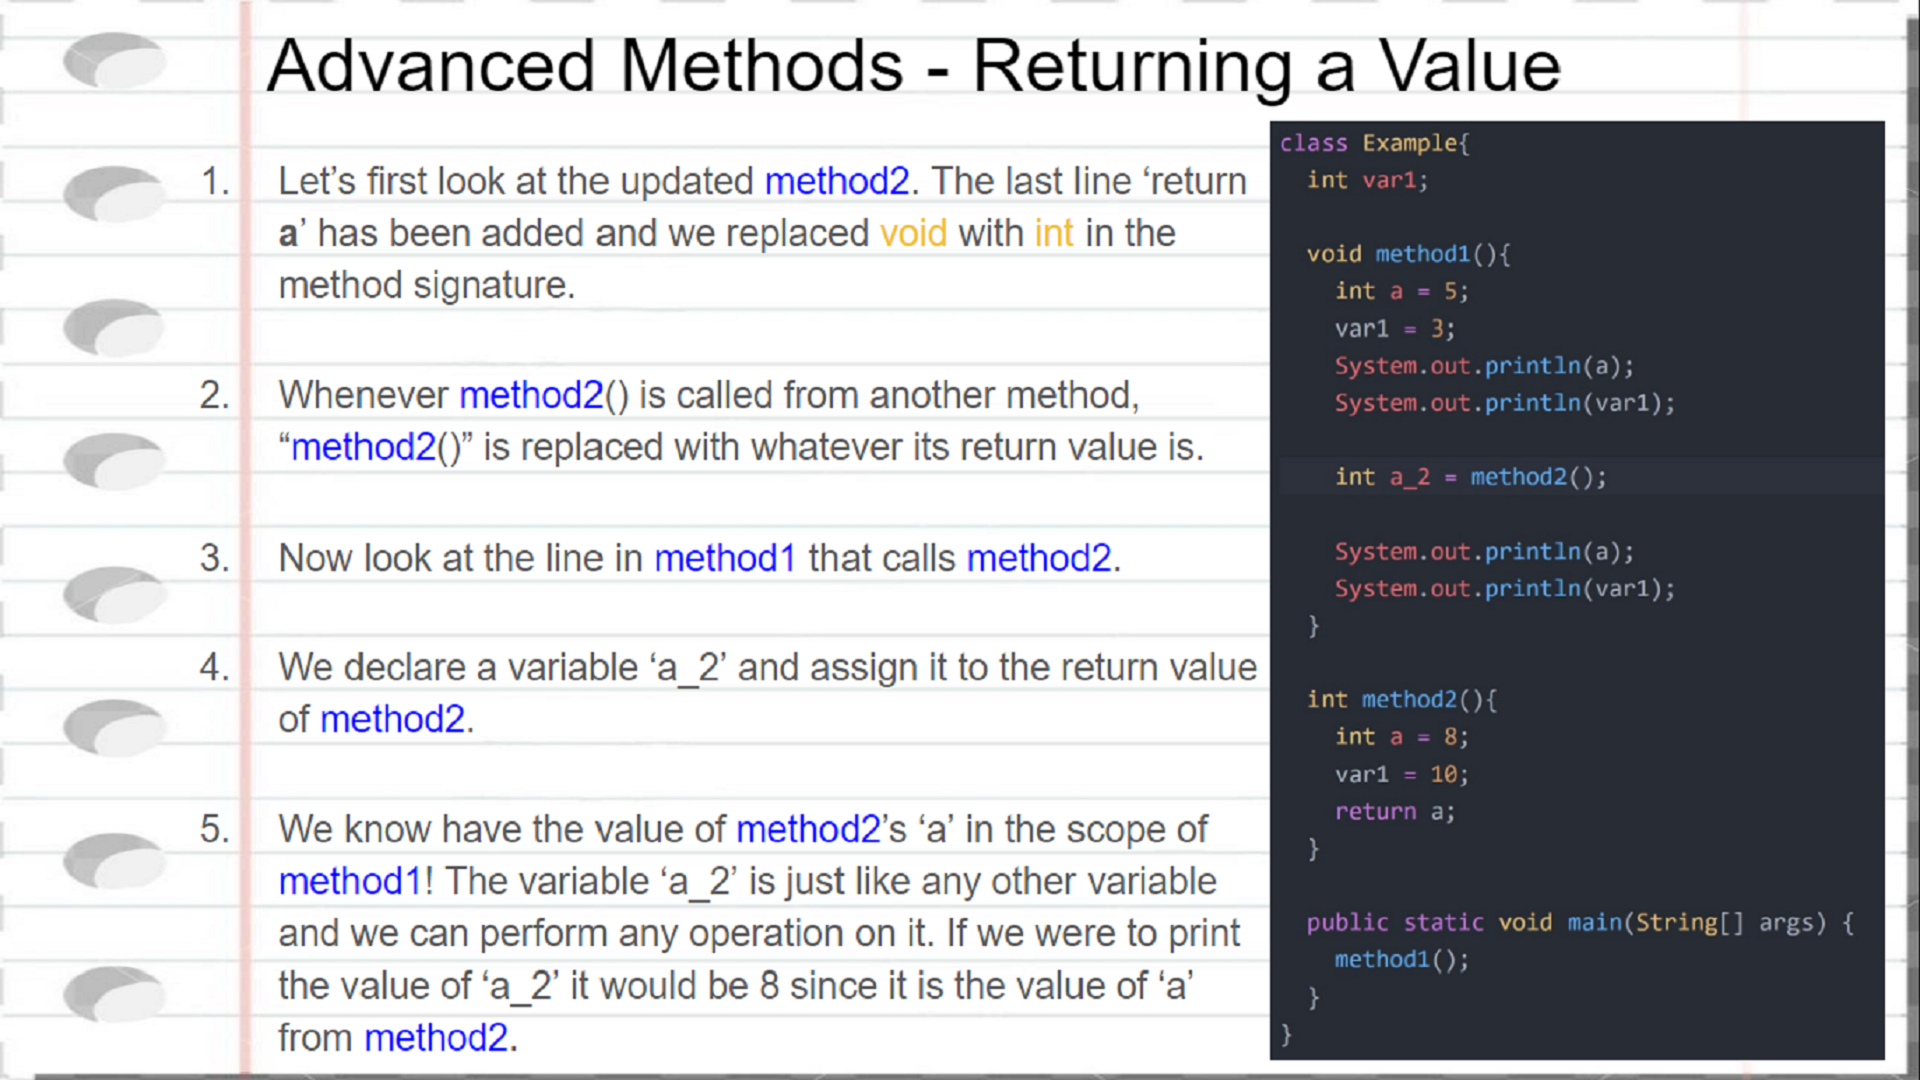 Advanced Methods - Returning a Value
1. Let’s first look at the updated method2. The last line ‘return
a’ has been added and we replaced void with int in the
method signature.
2. Whenever method2() is called from another method,
“method2()” is replaced with whatever its return value is.
3. Now look at the line in method1 that calls method2.
4. We declare a variable ‘a_2’ and assign it to the return value
of method2.
5. We know have the value of method2’s ‘a’ in the scope of
method1! The variable ‘a_2’ is just like any other variable
and we can perform any operation on it. If we were to print
the value of ‘a_2’ it would be 8 since it is the value of ‘a’
from method2.
class Example{
int var1;
void method1(){
int a = 5;
var1 = 3;
System.out.println(a);
System.out.println(var1);
int a_2 = method2();
System.out.println(a);
System.out.println(var1);
}
int method2(){
int a = 8;
var1 = 10;
return a;
}
public static void main(String[] args) {
method1();
}
}